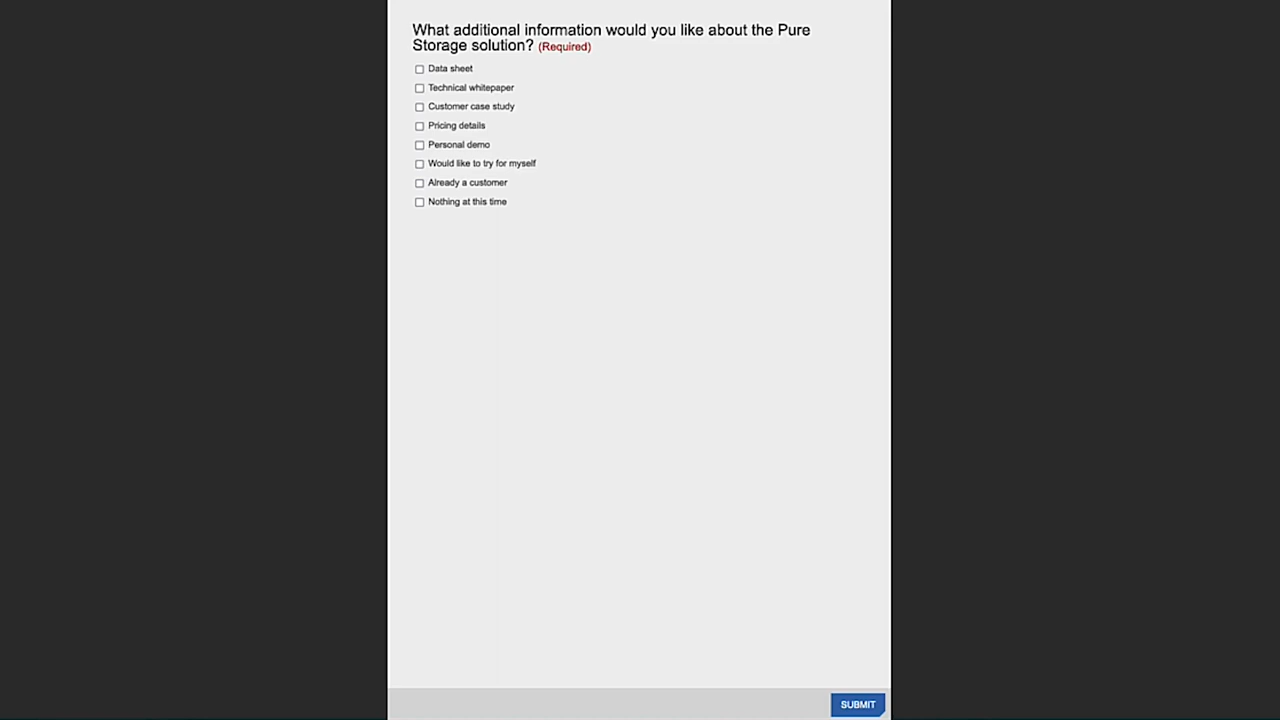 What additional information would you like about the Pure
Storage solution? (Required)
Data sheet
Technical whitepaper
Customer case study
Pricing details
Personal demo
Would like to try for myself
Already a customer
Nothing at this time
SUBMIT